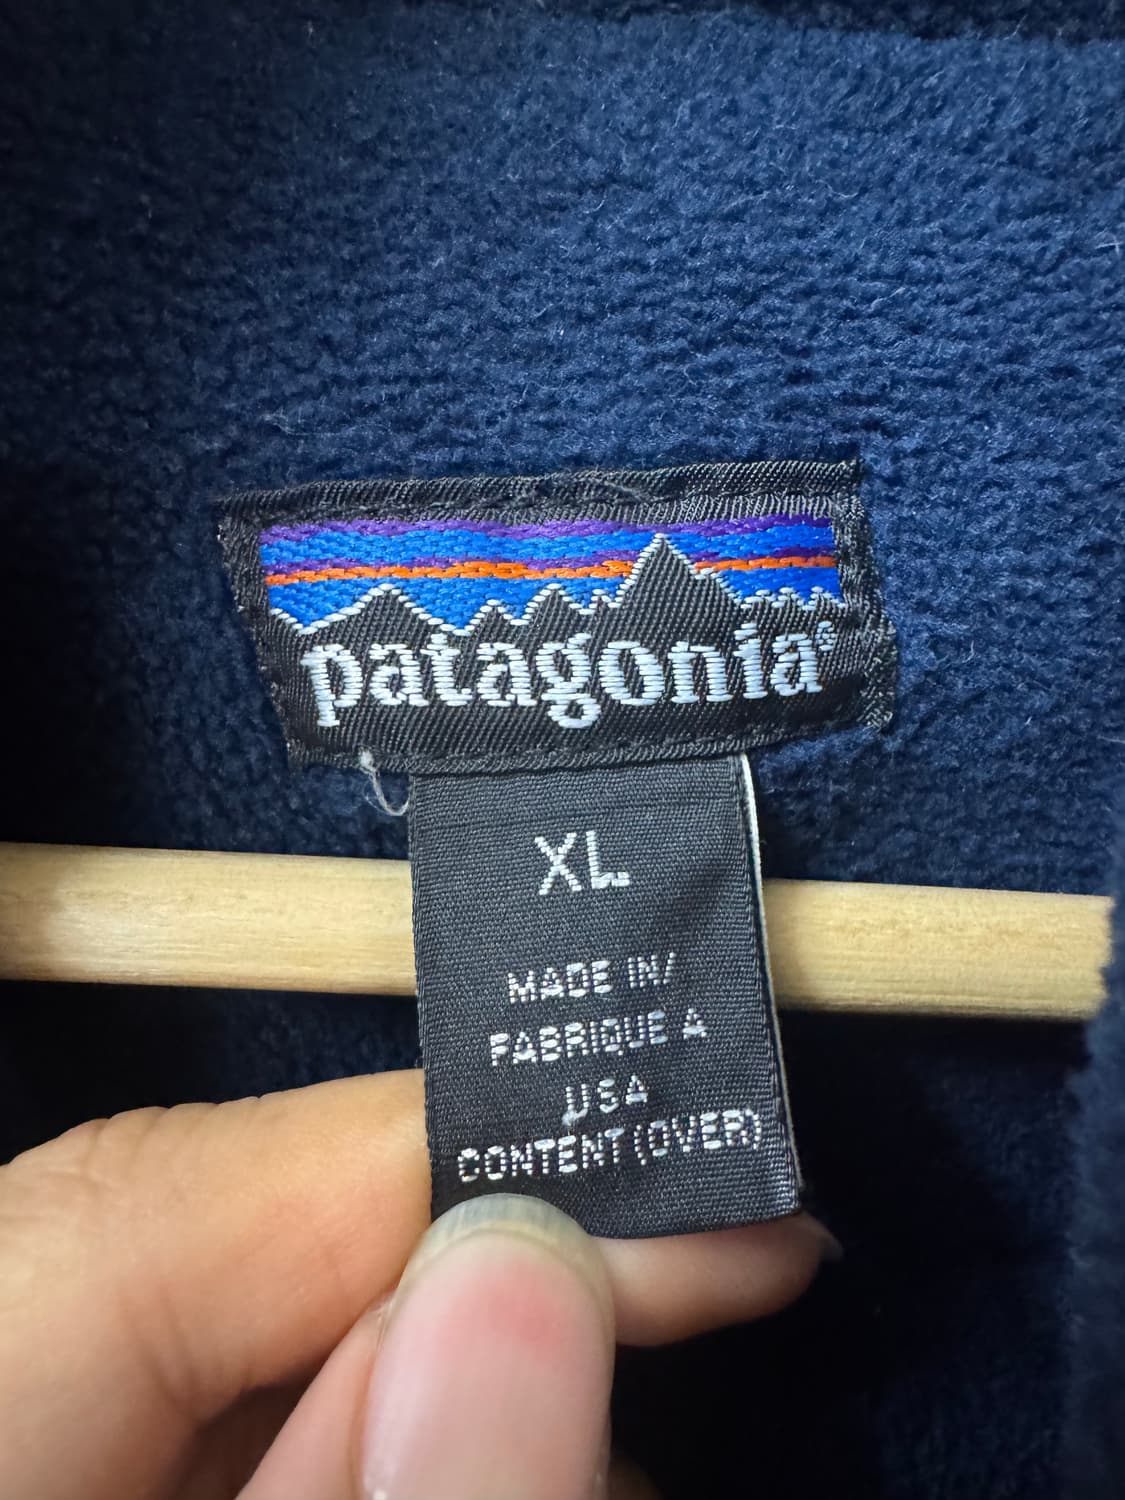 patagonia®
XL
MADE IN/
FABRIQUE A
USA
CONTENT (OVER)